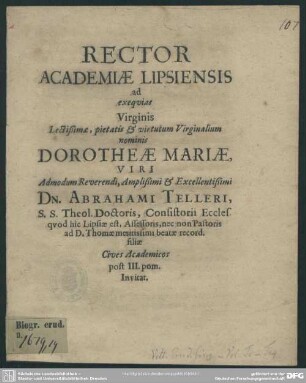 107
RECTOR
ACADEMIÆ LIPSIENSIS
ad
exequias
Virginis
Lectissimæ, pietatis & virtutum Virginalium
nomine
DOROTHEÆ MARIÆ,
VIRI
Admodum Reverendi, Amplissimi & Excellentissimi
DN. ABRAHAMI TELLERI,
S. S. Theol. Doctoris, Consistorii Eccles.
qvod hîc Lipsiæ est, Assessoris, nec non Pastoris
ad D. Thomæ meritissimi beatæ record.
filiæ
Cives Academicos
post III. pom.
Invitat.
Biogr. erud.